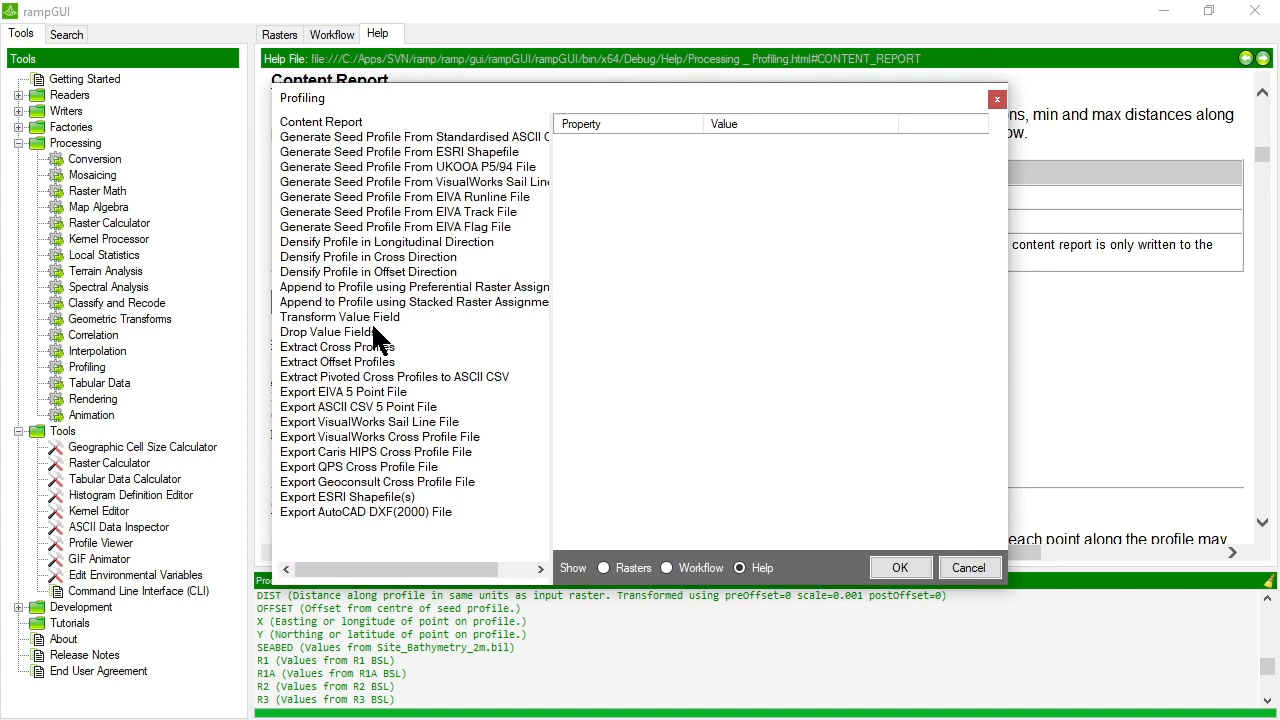 rampGUI
Tools Search Rasters Workflow Help
Tools
Help File: file:///C:/Apps/SVN/ramp/ramp/gui/rampGUI/rampGUI/bin/x64/Debug/Help/Processing _ Profiling.html#CONTENT_REPORT
Getting Started
Readers
Writers
Factories
Processing
Conversion
Mosaicing
Raster Math
Map Algebra
Raster Calculator
Kernel Processor
Local Statistics
Terrain Analysis
Spectral Analysis
Classify and Recode
Geometric Transforms
Correlation
Interpolation
Profiling
Tabular Data
Rendering
Animation
Tools
Geographic Cell Size Calculator
Raster Calculator
Tabular Data Calculator
Histogram Definition Editor
Kernel Editor
ASCII Data Inspector
Profile Viewer
GIF Animator
Edit Environmental Variables
Command Line Interface (CLI)
Development
Tutorials
About
Release Notes
End User Agreement
Content Report
ns, min and max distances along
ow.
content report is only written to the
each point along the profile may
Profiling
x
Content Report
Generate Seed Profile From Standardised ASCII C
Generate Seed Profile From ESRI Shapefile
Generate Seed Profile From UKOOA P5/94 File
Generate Seed Profile From VisualWorks Sail Line
Generate Seed Profile From EIVA Runline File
Generate Seed Profile From EIVA Track File
Generate Seed Profile From EIVA Flag File
Densify Profile in Longitudinal Direction
Densify Profile in Cross Direction
Densify Profile in Offset Direction
Append to Profile using Preferential Raster Assign
Append to Profile using Stacked Raster Assignme
Transform Value Field
Drop Value Fields
Extract Cross Profiles
Extract Offset Profiles
Extract Pivoted Cross Profiles to ASCII CSV
Export EIVA 5 Point File
Export ASCII CSV 5 Point File
Export VisualWorks Sail Line File
Export VisualWorks Cross Profile File
Export Caris HIPS Cross Profile File
Export QPS Cross Profile File
Export Geoconsult Cross Profile File
Export ESRI Shapefile(s)
Export AutoCAD DXF(2000) File
Property Value
Show Rasters Workflow Help OK Cancel
DIST (Distance along profile in same units as input raster. Transformed using preOffset=0 scale=0.001 postOffset=0)
OFFSET (Offset from centre of seed profile.)
X (Easting or longitude of point on profile.)
Y (Northing or latitude of point on profile.)
SEABED (Values from Site_Bathymetry_2m.bil)
R1 (Values from R1 BSL)
R1A (Values from R1A BSL)
R2 (Values from R2 BSL)
R3 (Values from R3 BSL)